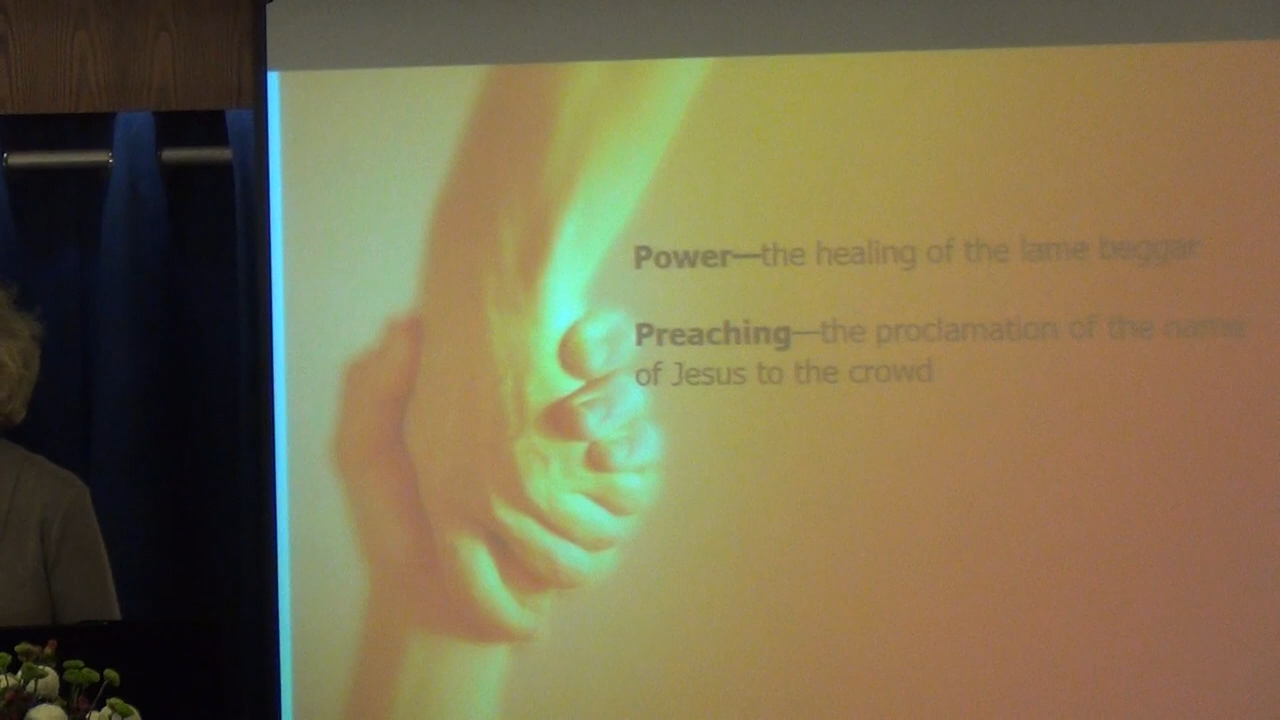 Power—the healing of the lame beggar
Preaching—the proclamation of the name
of Jesus to the crowd